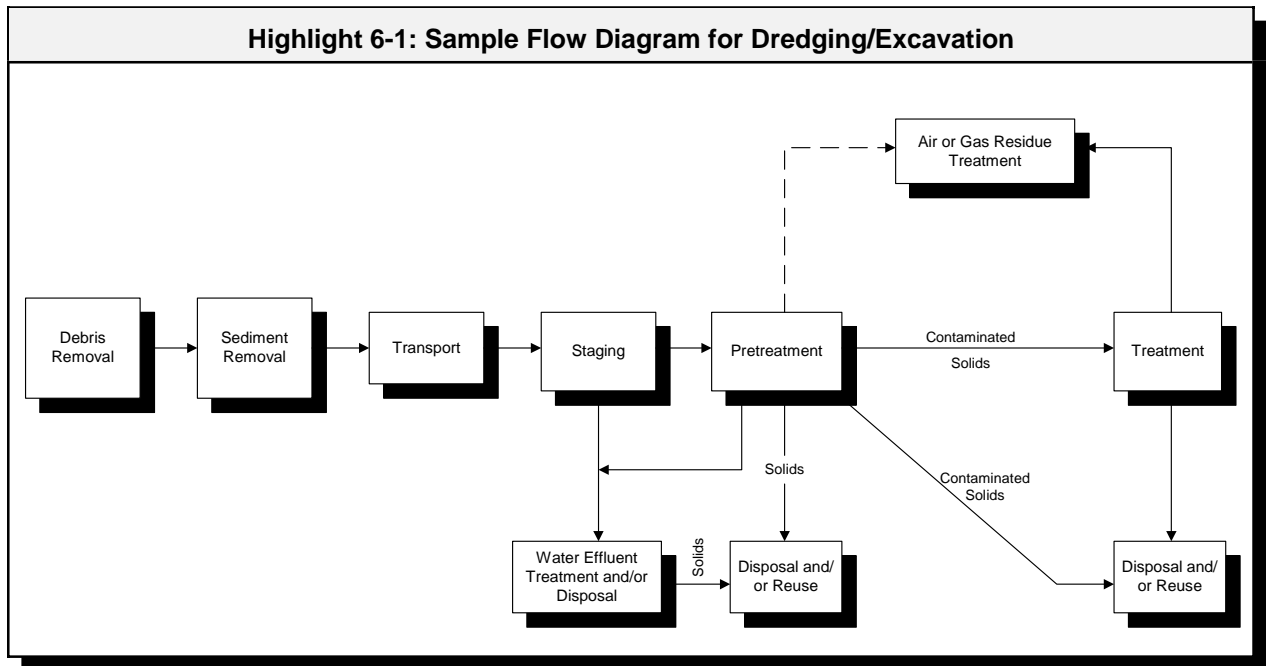 Highlight 6-1: Sample Flow Diagram for Dredging/Excavation
Air or Gas Residue
Treatment
Debris
Removal
Sediment
Removal
Transport
Staging
Pretreatment
Contaminated
Solids
Treatment
Solids
Contaminated
Solids
Water Effluent
Treatment and/or
Disposal
Solids
Disposal and/
or Reuse
Disposal and/
or Reuse